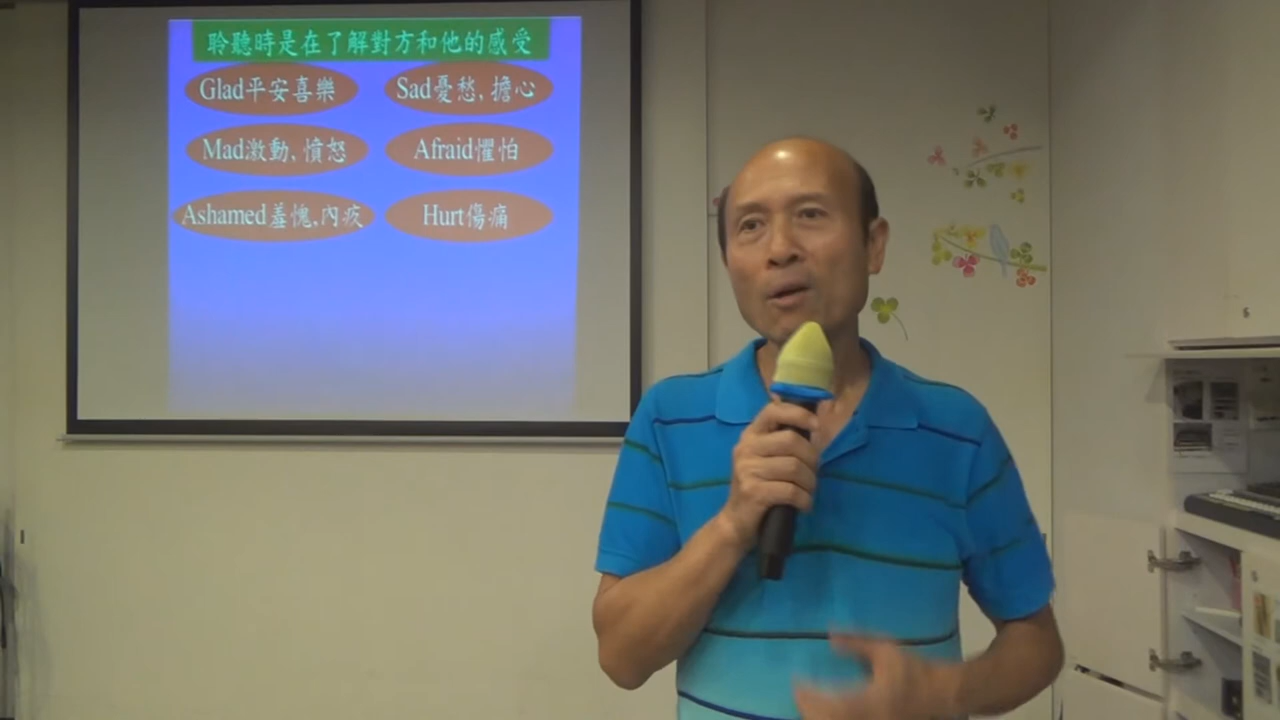 聆聽時是在了解對方和他的感受
Glad平安喜樂
Sad憂愁, 擔心
Mad激動, 憤怒
Afraid懼怕
Ashamed羞愧,內疚
Hurt傷痛